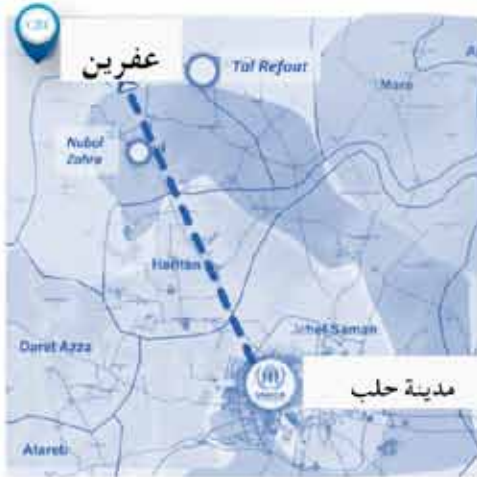 عفرين
Tal Refaat
Mare
Nubol
Zahra
Haritan
Jebel Saman
Daret Azza
مدينة حلب
UNHCR
Atareb